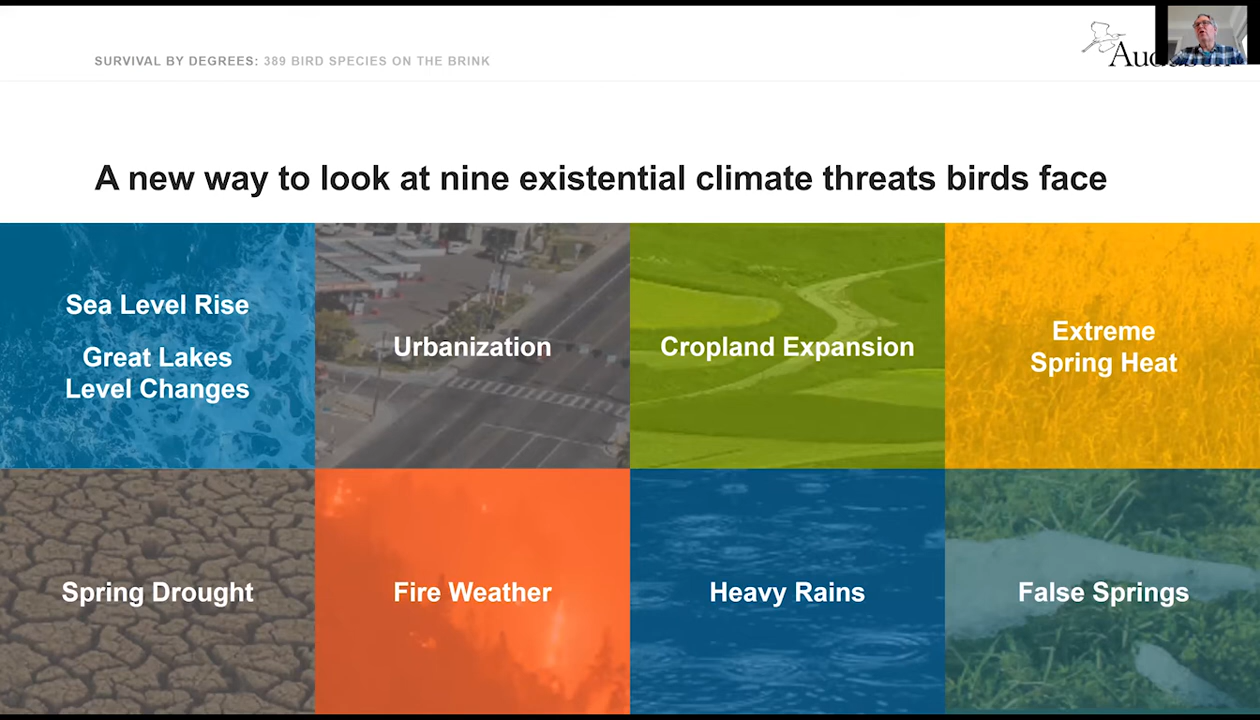 SURVIVAL BY DEGREES: 389 BIRD SPECIES ON THE BRINK
A new way to look at nine existential climate threats birds face
Sea Level Rise
Great Lakes
Level Changes
Urbanization
Cropland Expansion
Extreme
Spring Heat
Spring Drought
Fire Weather
Heavy Rains
False Springs